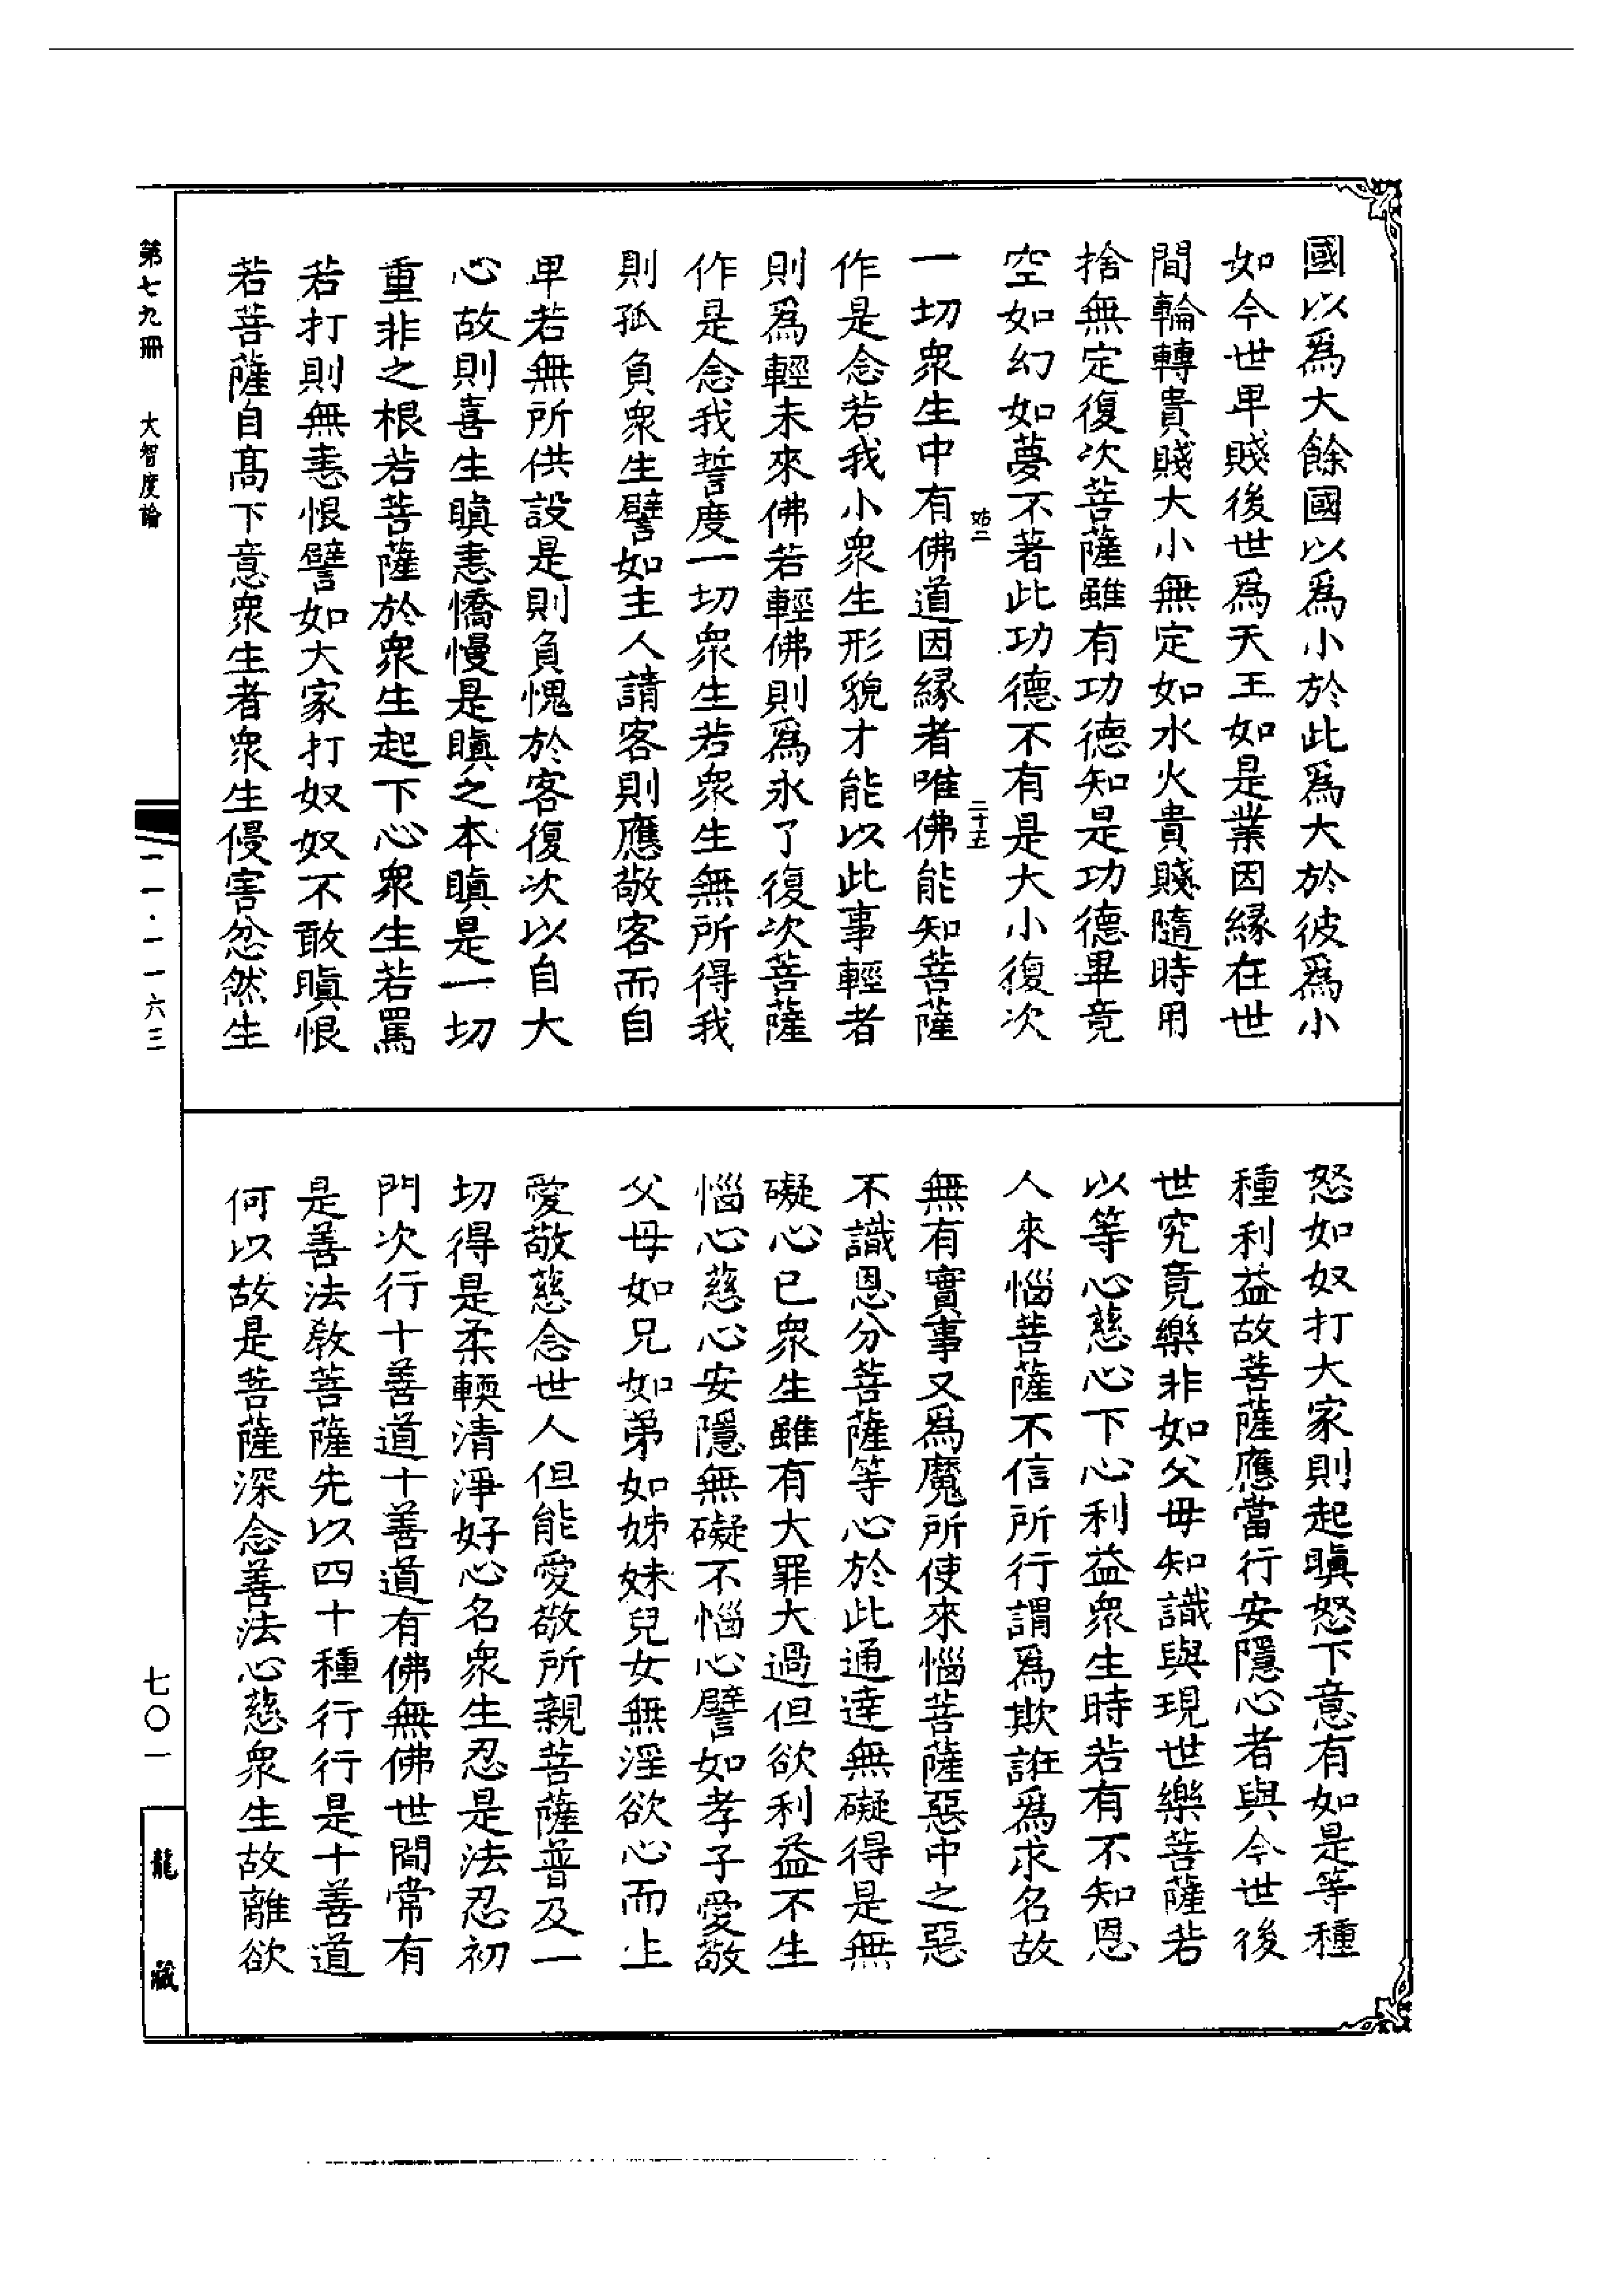 國以爲大餘國以爲小於此爲大於彼爲小
如今世卑賤後世爲天王如是業因緣在世
間輪轉貴賤大小無定如水火貴賤隨時用
捨無定復次菩薩雖有功德知是功德畢竟
空如幻如夢不著此功德不有是大小復次
二十五
一切衆生中有佛道因緣者唯佛能知菩薩
作是念若我小衆生形貌才能以此事輕者
則爲輕未來佛若輕佛則爲永了復次菩薩
作是念我誓度一切衆生若衆生無所得我
則孤負衆生譬如主人請客則應敬客而自
卑若無所供設是則負愧於客復次以自大
心故則喜生瞋恚憍慢是瞋之本瞋是一切
重罪之根若菩薩於衆生起下心衆生若罵
若打則無恚恨譬如大家打奴奴不敢瞋恨
若菩薩自高下意衆生者衆生侵害忿然生
怒如奴打大家則起瞋怒下意有如是等種
種利益故菩薩應當行安隱心者與今世後
世究竟樂非如父母知識與現世樂菩薩若
以等心慈心下心利益衆生時若有不知恩
人來惱菩薩不信所行謂爲欺誑爲求名故
無有實事又爲魔所使來惱菩薩惡中之惡
不識恩分菩薩等心於此通達無礙得是無
礙心已衆生雖有大罪大過但欲利益不生
惱心慈心安隱無礙不惱心譬如孝子愛敬
父母如兄如弟如姊妹兒女無淫欲心而上
愛敬慈念世人但能愛敬所親菩薩普及一
切得是柔輭清淨好心名衆生忍是法忍初
門次行十善道十善道有佛無佛世間常有
是善法教菩薩先以四十種行行是十善道
何以故是菩薩深念善法心慈衆生故離欲
第七九冊　大智度論
一一·一一六三
七〇一
龍藏